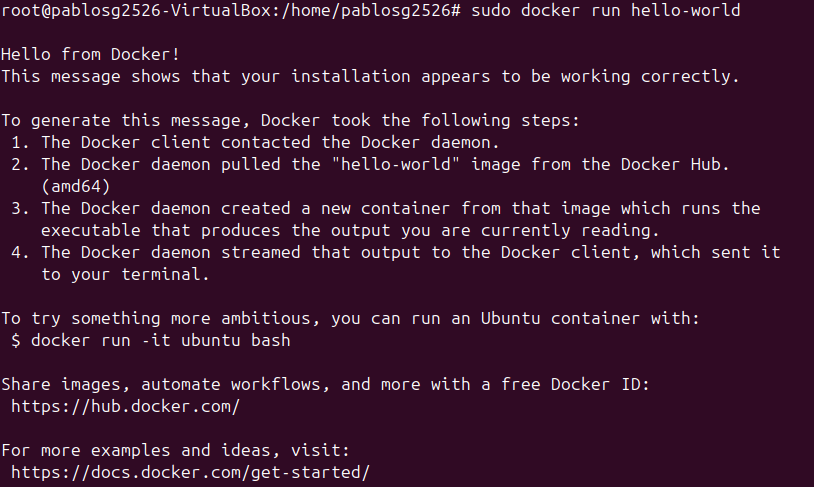 root@pablosg2526-VirtualBox:/home/pablosg2526# sudo docker run hello-world
Hello from Docker!
This message shows that your installation appears to be working correctly.
To generate this message, Docker took the following steps:
1. The Docker client contacted the Docker daemon.
2. The Docker daemon pulled the "hello-world" image from the Docker Hub.
(amd64)
3. The Docker daemon created a new container from that image which runs the
executable that produces the output you are currently reading.
4. The Docker daemon streamed that output to the Docker client, which sent it
to your terminal.
To try something more ambitious, you can run an Ubuntu container with:
$ docker run -it ubuntu bash
Share images, automate workflows, and more with a free Docker ID:
https://hub.docker.com/
For more examples and ideas, visit:
https://docs.docker.com/get-started/